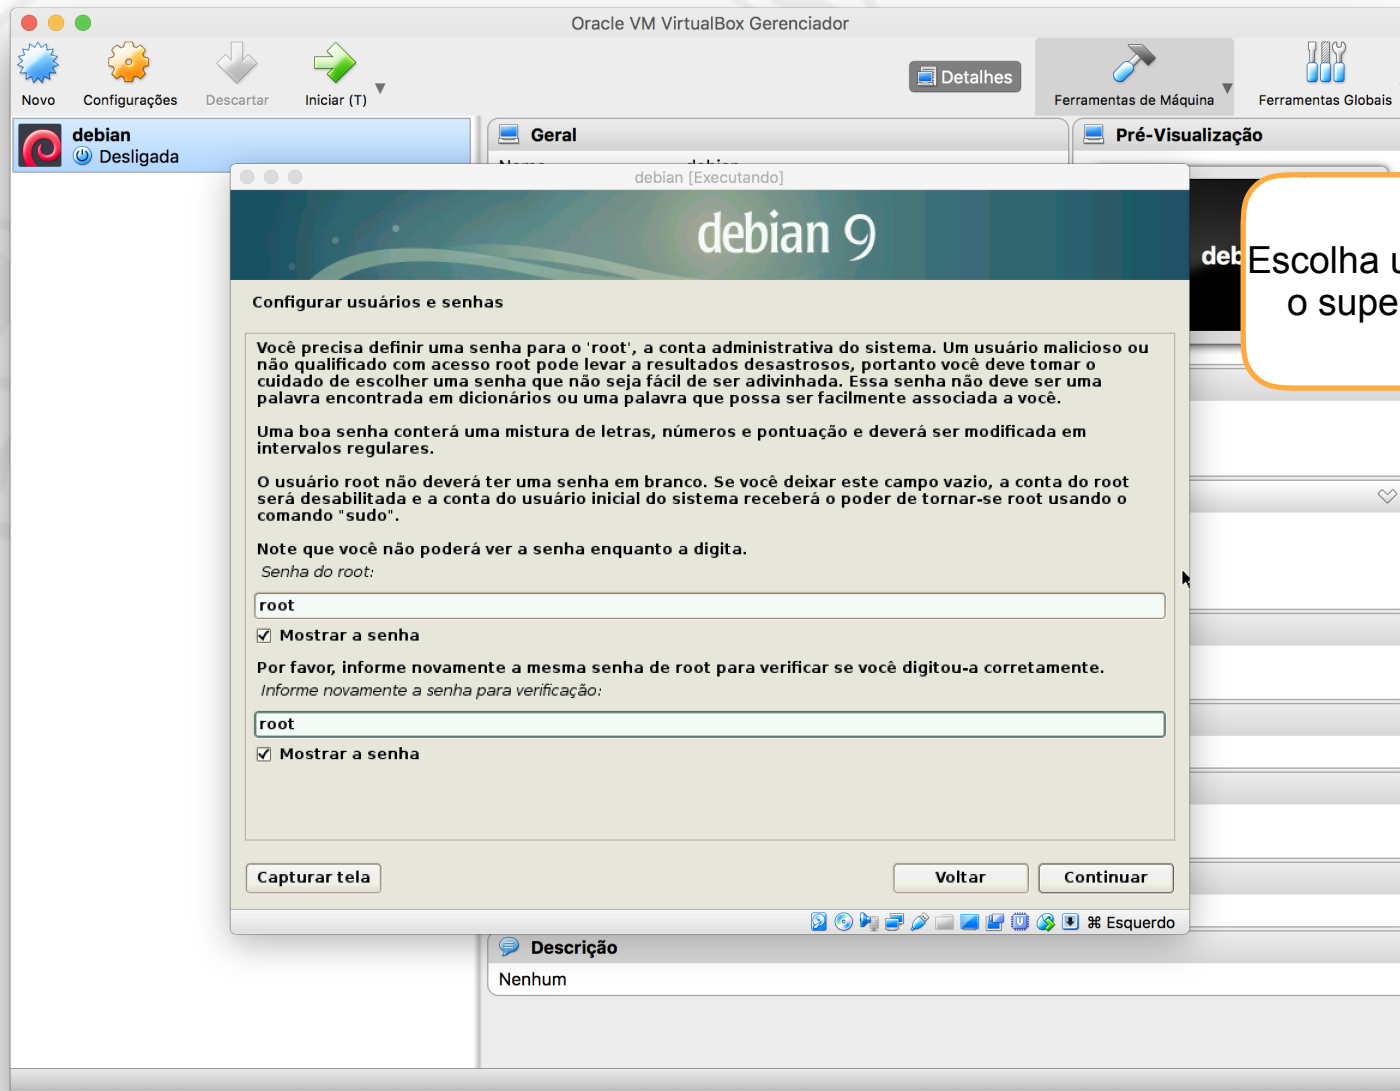 Oracle VM VirtualBox Gerenciador
Novo
Configurações
Descartar
Iniciar (T)
Detalhes
Ferramentas de Máquina
Ferramentas Globais
debian
Desligada
Geral
Pré-Visualização
debian [Executando]
debian 9
deb
Escolha u
o supe
Configurar usuários e senhas
Você precisa definir uma senha para o 'root', a conta administrativa do sistema. Um usuário malicioso ou
não qualificado com acesso root pode levar a resultados desastrosos, portanto você deve tomar o
cuidado de escolher uma senha que não seja fácil de ser adivinhada. Essa senha não deve ser uma
palavra encontrada em dicionários ou uma palavra que possa ser facilmente associada a você.
Uma boa senha conterá uma mistura de letras, números e pontuação e deverá ser modificada em
intervalos regulares.
O usuário root não deverá ter uma senha em branco. Se você deixar este campo vazio, a conta do root
será desabilitada e a conta do usuário inicial do sistema receberá o poder de tornar-se root usando o
comando "sudo".
Note que você não poderá ver a senha enquanto a digita.
Senha do root:
root
Mostrar a senha
Por favor, informe novamente a mesma senha de root para verificar se você digitou-a corretamente.
Informe novamente a senha para verificação:
root
Mostrar a senha
Capturar tela
Voltar
Continuar
⌘ Esquerdo
Descrição
Nenhum